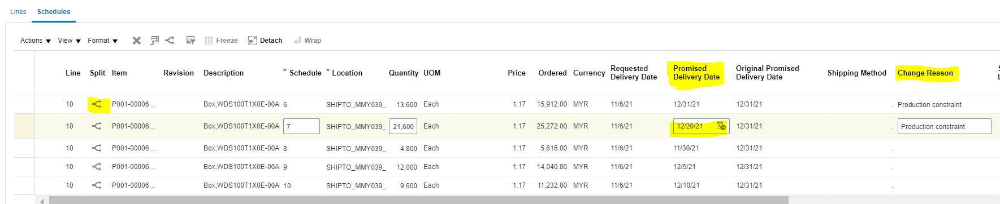 Lines Schedules
Actions View Format Freeze Detach Wrap
Line Split Item Revision Description * Schedule * Location Quantity UOM Price Ordered Currency Requested Delivery Date Promised Delivery Date Original Promised Delivery Date Shipping Method Change Reason
10 P001-00006... Box,WDS100T1X0E-00A 6 SHIPTO_MMY039_ 13,600 Each 1.17 15,912.00 MYR 11/6/21 12/31/21 12/31/21 . Production constraint
10 P001-00006... Box,WDS100T1X0E-00A 7 SHIPTO_MMY039_ 21,600 Each 1.17 25,272.00 MYR 11/6/21 12/20/21 12/31/21 . Production constraint
10 P001-00006... Box,WDS100T1X0E-00A 8 SHIPTO_MMY039_ 4,800 Each 1.17 5,616.00 MYR 11/6/21 11/30/21 12/31/21 .
10 P001-00006... Box,WDS100T1X0E-00A 9 SHIPTO_MMY039_ 12,000 Each 1.17 14,040.00 MYR 11/6/21 12/5/21 12/31/21 .
10 P001-00006... Box,WDS100T1X0E-00A 10 SHIPTO_MMY039_ 9,600 Each 1.17 11,232.00 MYR 11/6/21 12/10/21 12/31/21 .